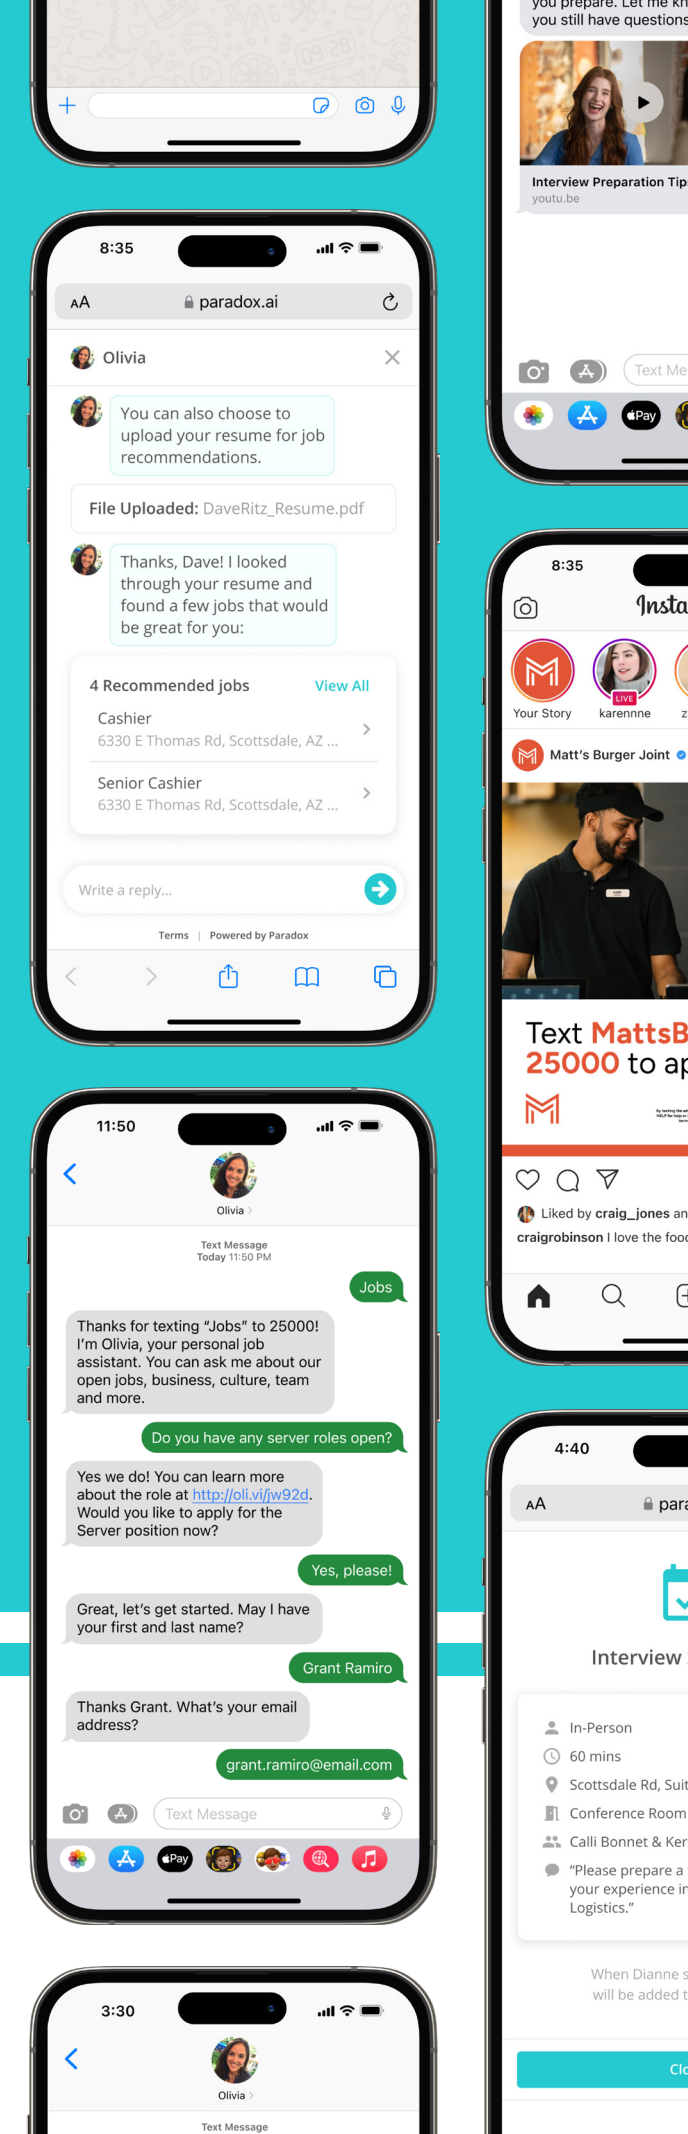 8:35
AA
paradox.ai
Olivia
You can also choose to
upload your resume for job
recommendations.
File Uploaded: DaveRitz_Resume.pdf
Thanks, Dave! I looked
through your resume and
found a few jobs that would
be great for you:
4 Recommended jobs View All
Cashier
6330 E Thomas Rd, Scottsdale, AZ ...
Senior Cashier
6330 E Thomas Rd, Scottsdale, AZ ...
Write a reply...
Terms | Powered by Paradox
11:50
Olivia
Text Message
Today 11:50 PM
Jobs
Thanks for texting “Jobs” to 25000!
I’m Olivia, your personal job
assistant. You can ask me about our
open jobs, business, culture, team
and more.
Do you have any server roles open?
Yes we do! You can learn more
about the role at http://oli.vi/jw92d.
Would you like to apply for the
Server position now?
Yes, please!
Great, let’s get started. May I have
your first and last name?
Grant Ramiro
Thanks Grant. What’s your email
address?
grant.ramiro@email.com
Text Message
Pay
3:30
Olivia
Text Message
you prepare. Let me kn
you still have questions
Interview Preparation Tip
youtu.be
Text Me
Pay
8:35
Insta
LIVE
Your Story karennne z
Matt’s Burger Joint
Text MattsB
25000 to ap
Liked by craig_jones an
craigrobinson I love the food
4:40
AA
para
Interview
In-Person
60 mins
Scottsdale Rd, Suit
Conference Room
Calli Bonnet & Ker
“Please prepare a
your experience in
Logistics.”
When Dianne s
will be added t
Clo